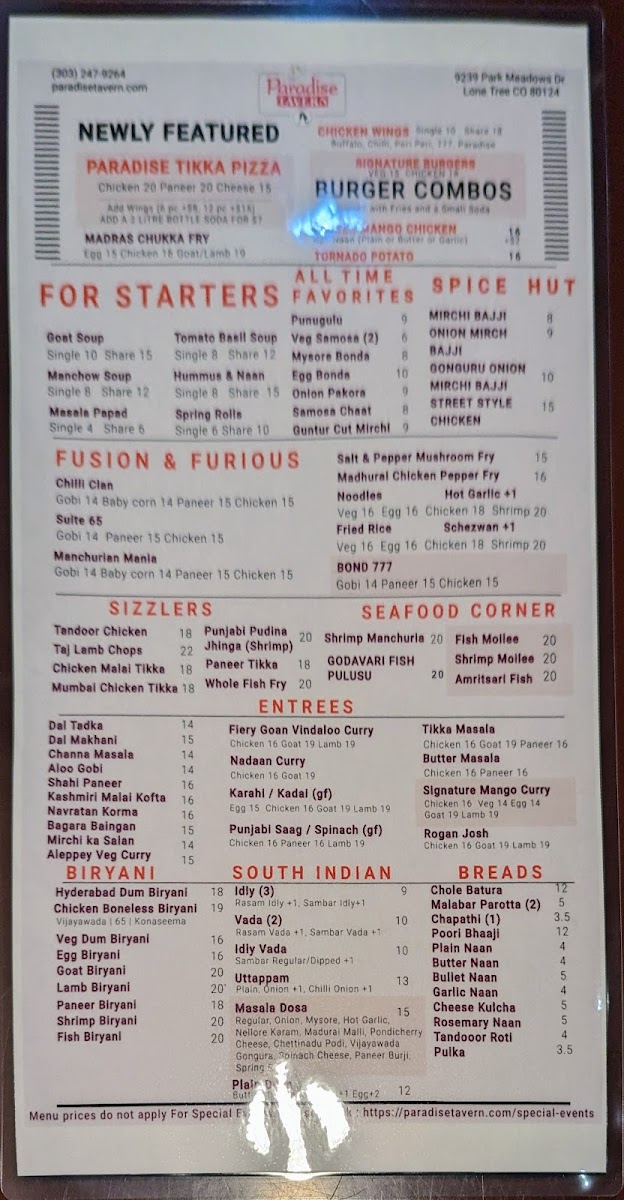 (303) 247-9264
paradisetavern.com
Paradise
TAVERN
9239 Park Meadows Dr
Lone Tree CO 80124
NEWLY FEATURED
PARADISE TIKKA PIZZA
Chicken 20 Paneer 20 Cheese 15
Add Wings (6 pc +$9, 12 pc +$16)
ADD A 2 LITRE BOTTLE SODA FOR $7
MADRAS CHUKKA FRY
Egg 15 Chicken 16 Goat/Lamb 19
CHICKEN WINGS Single 10 Share 18
Buffalo, Chilli, Peri Peri, 777, Paradise
SIGNATURE BURGERS
VEG 15 CHICKEN 16
BURGER COMBOS
with Fries and a Small Soda
MANGO CHICKEN 16
Naan (Plain or Butter or Garlic)
TORNADO POTATO 16
FOR STARTERS
Goat Soup
Single 10 Share 15
Manchow Soup
Single 8 Share 12
Masala Papad
Single 4 Share 6
Tomato Basil Soup
Single 8 Share 12
Hummus & Naan
Single 8 Share 15
Spring Rolls
Single 6 Share 10
ALL TIME
FAVORITES
Punugulu 9
Veg Samosa (2) 6
Mysore Bonda 8
Egg Bonda 10
Onion Pakora 9
Samosa Chaat 8
Guntur Cut Mirchi 9
SPICE HUT
MIRCHI BAJJI 8
ONION MIRCH 9
BAJJI
GONGURU ONION
MIRCHI BAJJI 10
STREET STYLE
CHICKEN 15
FUSION & FURIOUS
Chilli Clan
Gobi 14 Baby corn 14 Paneer 15 Chicken 15
Suite 65
Gobi 14 Paneer 15 Chicken 15
Manchurian Mania
Gobi 14 Baby corn 14 Paneer 15 Chicken 15
Salt & Pepper Mushroom Fry 15
Madhurai Chicken Pepper Fry 16
Noodles Hot Garlic +1
Veg 16 Egg 16 Chicken 18 Shrimp 20
Fried Rice Schezwan +1
Veg 16 Egg 16 Chicken 18 Shrimp 20
BOND 777
Gobi 14 Paneer 15 Chicken 15
SIZZLERS
Tandoor Chicken 18
Taj Lamb Chops 22
Chicken Malai Tikka 18
Mumbai Chicken Tikka 18
Punjabi Pudina
Jhinga (Shrimp) 20
Paneer Tikka 18
Whole Fish Fry 20
SEAFOOD CORNER
Shrimp Manchuria 20
GODAVARI FISH
PULUSU 20
Fish Moilee 20
Shrimp Moilee 20
Amritsari Fish 20
ENTREES
Dal Tadka 14
Dal Makhani 15
Channa Masala 14
Aloo Gobi 14
Shahi Paneer 16
Kashmiri Malai Kofta 16
Navratan Korma 16
Bagara Baingan 15
Mirchi ka Salan 14
Aleppey Veg Curry 15
Fiery Goan Vindaloo Curry
Chicken 16 Goat 19 Lamb 19
Nadaan Curry
Chicken 16 Goat 19
Karahi / Kadai (gf)
Egg 15 Chicken 16 Goat 19 Lamb 19
Punjabi Saag / Spinach (gf)
Chicken 16 Paneer 16 Lamb 19
Tikka Masala
Chicken 16 Goat 19 Paneer 16
Butter Masala
Chicken 16 Paneer 16
Signature Mango Curry
Chicken 16 Veg 14 Egg 14
Goat 19 Lamb 19
Rogan Josh
Chicken 16 Goat 19 Lamb 19
BIRYANI
Hyderabad Dum Biryani 18
Chicken Boneless Biryani 19
Vijayawada | 65 | Konaseema
Veg Dum Biryani 16
Egg Biryani 16
Goat Biryani 20
Lamb Biryani 20
Paneer Biryani 18
Shrimp Biryani 20
Fish Biryani 20
SOUTH INDIAN
Idly (3) 9
Rasam Idly +1, Sambar Idly+1
Vada (2) 10
Rasam Vada +1, Sambar Vada +1
Idly Vada 10
Sambar Regular/Dipped +1
Uttappam 13
Plain, Onion +1, Chilli Onion +1
Masala Dosa 15
Regular, Onion, Mysore, Hot Garlic,
Nellore Karam, Madurai Malli, Pondicherry
Cheese, Chettinadu Podi, Vijayawada
Gongura, Spinach Cheese, Paneer Burji,
Spring
Plain 12
+1 Egg+2
BREADS
Chole Batura 12
Malabar Parotta (2) 5
Chapathi (1) 3.5
Poori Bhaaji 12
Plain Naan 4
Butter Naan 4
Bullet Naan 5
Garlic Naan 4
Cheese Kulcha 5
Rosemary Naan 5
Tandooor Roti 4
Pulka 3.5
Menu prices do not apply For Special : https://paradisetavern.com/special-events